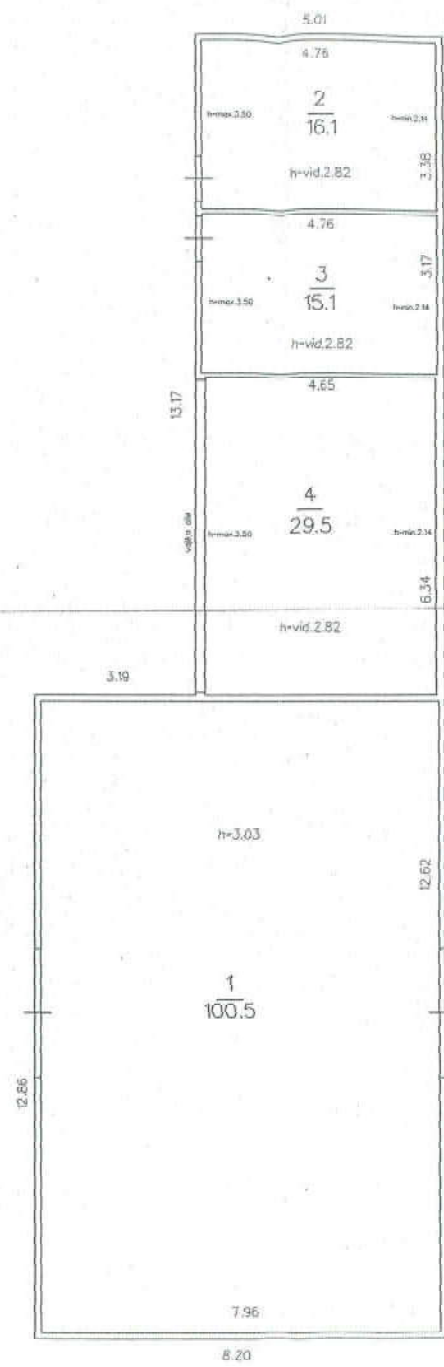 5.01
4.76
h=max.3.50
2
16.1
h=min.2.14
3.38
h=vid.2.82
4.76
3.17
3
15.1
h=max.3.50
h=min.2.14
h=vid.2.82
4.65
13.17
4
29.5
h=min.3.50
h=min.2.14
6.34
h=vid.2.82
3.19
h=3.03
12.62
1
100.5
12.86
7.96
8.20